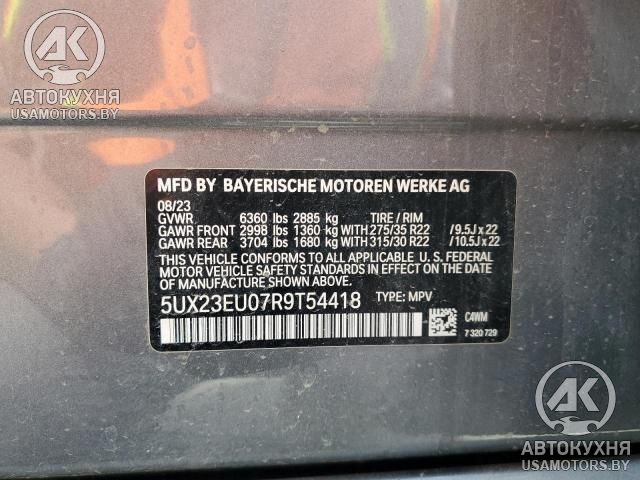 АК
АВТОКУХНЯ
USAMOTORS.BY
MFD BY BAYERISCHE MOTOREN WERKE AG
08/23
GVWR 6360 lbs 2885 kg TIRE / RIM
GAWR FRONT 2998 lbs 1360 kg WITH 275/35 R22 /9.5J x 22
GAWR REAR 3704 lbs 1680 kg WITH 315/30 R22 /10.5J x 22
THIS VEHICLE CONFORMS TO ALL APPLICABLE U. S. FEDERAL
MOTOR VEHICLE SAFETY STANDARDS IN EFFECT ON THE
DATE OF MANUFACTURE SHOWN ABOVE.
5UX23EU07R9T54418 TYPE: MPV
C4WM
7 320 729
АК
АВТОКУХНЯ
USAMOTORS.BY